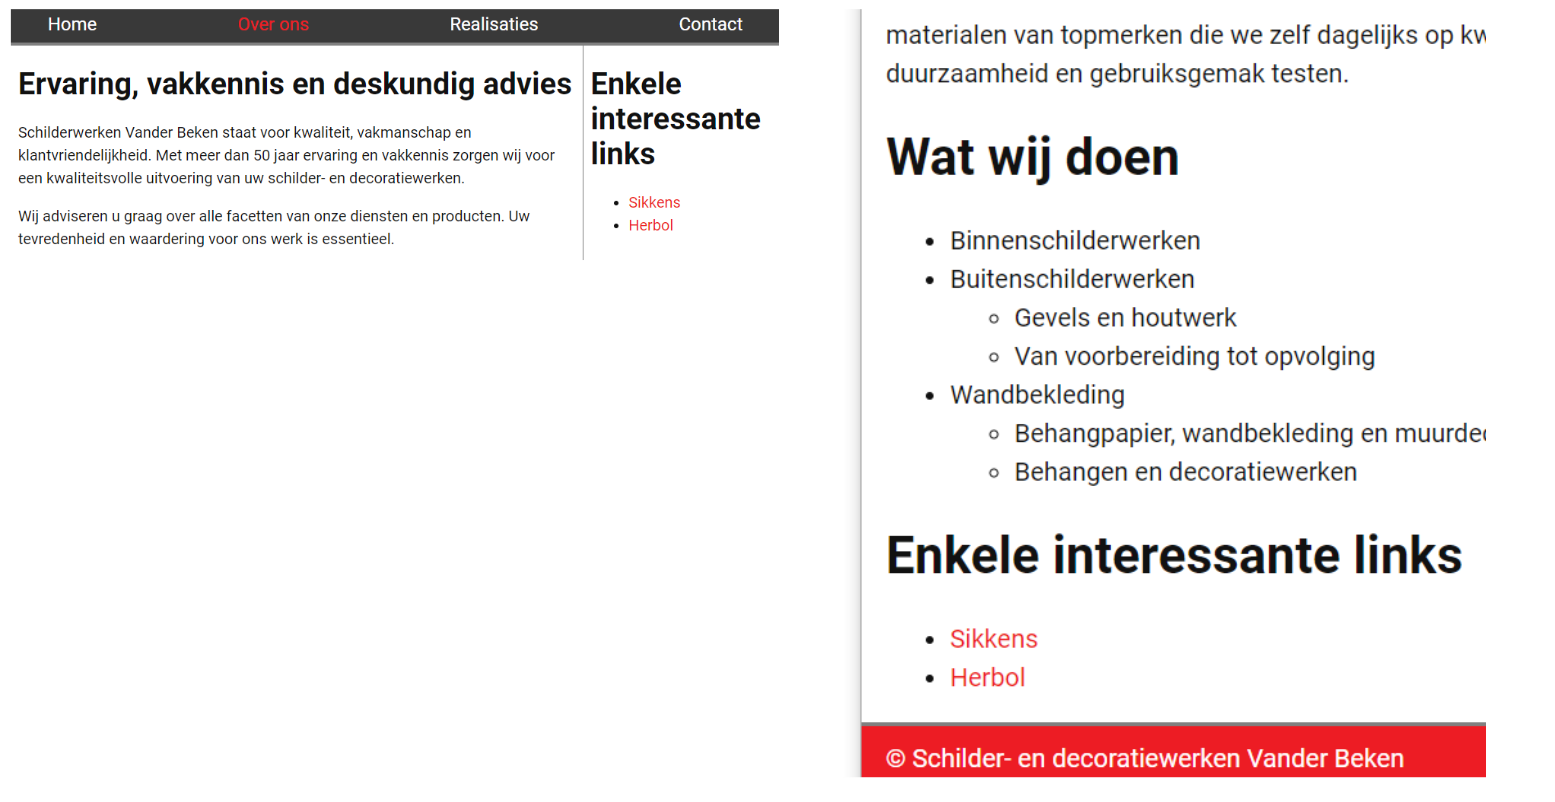 Home Over ons Realisaties Contact
Ervaring, vakkennis en deskundig advies
Schilderwerken Vander Beken staat voor kwaliteit, vakmanschap en
klantvriendelijkheid. Met meer dan 50 jaar ervaring en vakkennis zorgen wij voor
een kwaliteitsvolle uitvoering van uw schilder- en decoratiewerken.
Wij adviseren u graag over alle facetten van onze diensten en producten. Uw
tevredenheid en waardering voor ons werk is essentieel.
Enkele
interessante
links
Sikkens
Herbol
materialen van topmerken die we zelf dagelijks op
duurzaamheid en gebruiksgemak testen.
Wat wij doen
Binnenschilderwerken
Buitenschilderwerken
Gevels en houtwerk
Van voorbereiding tot opvolging
Wandbekleding
Behangpapier, wandbekleding en
Behangen en decoratiewerken
Enkele interessante links
Sikkens
Herbol
© Schilder- en decoratiewerken Vander Beken